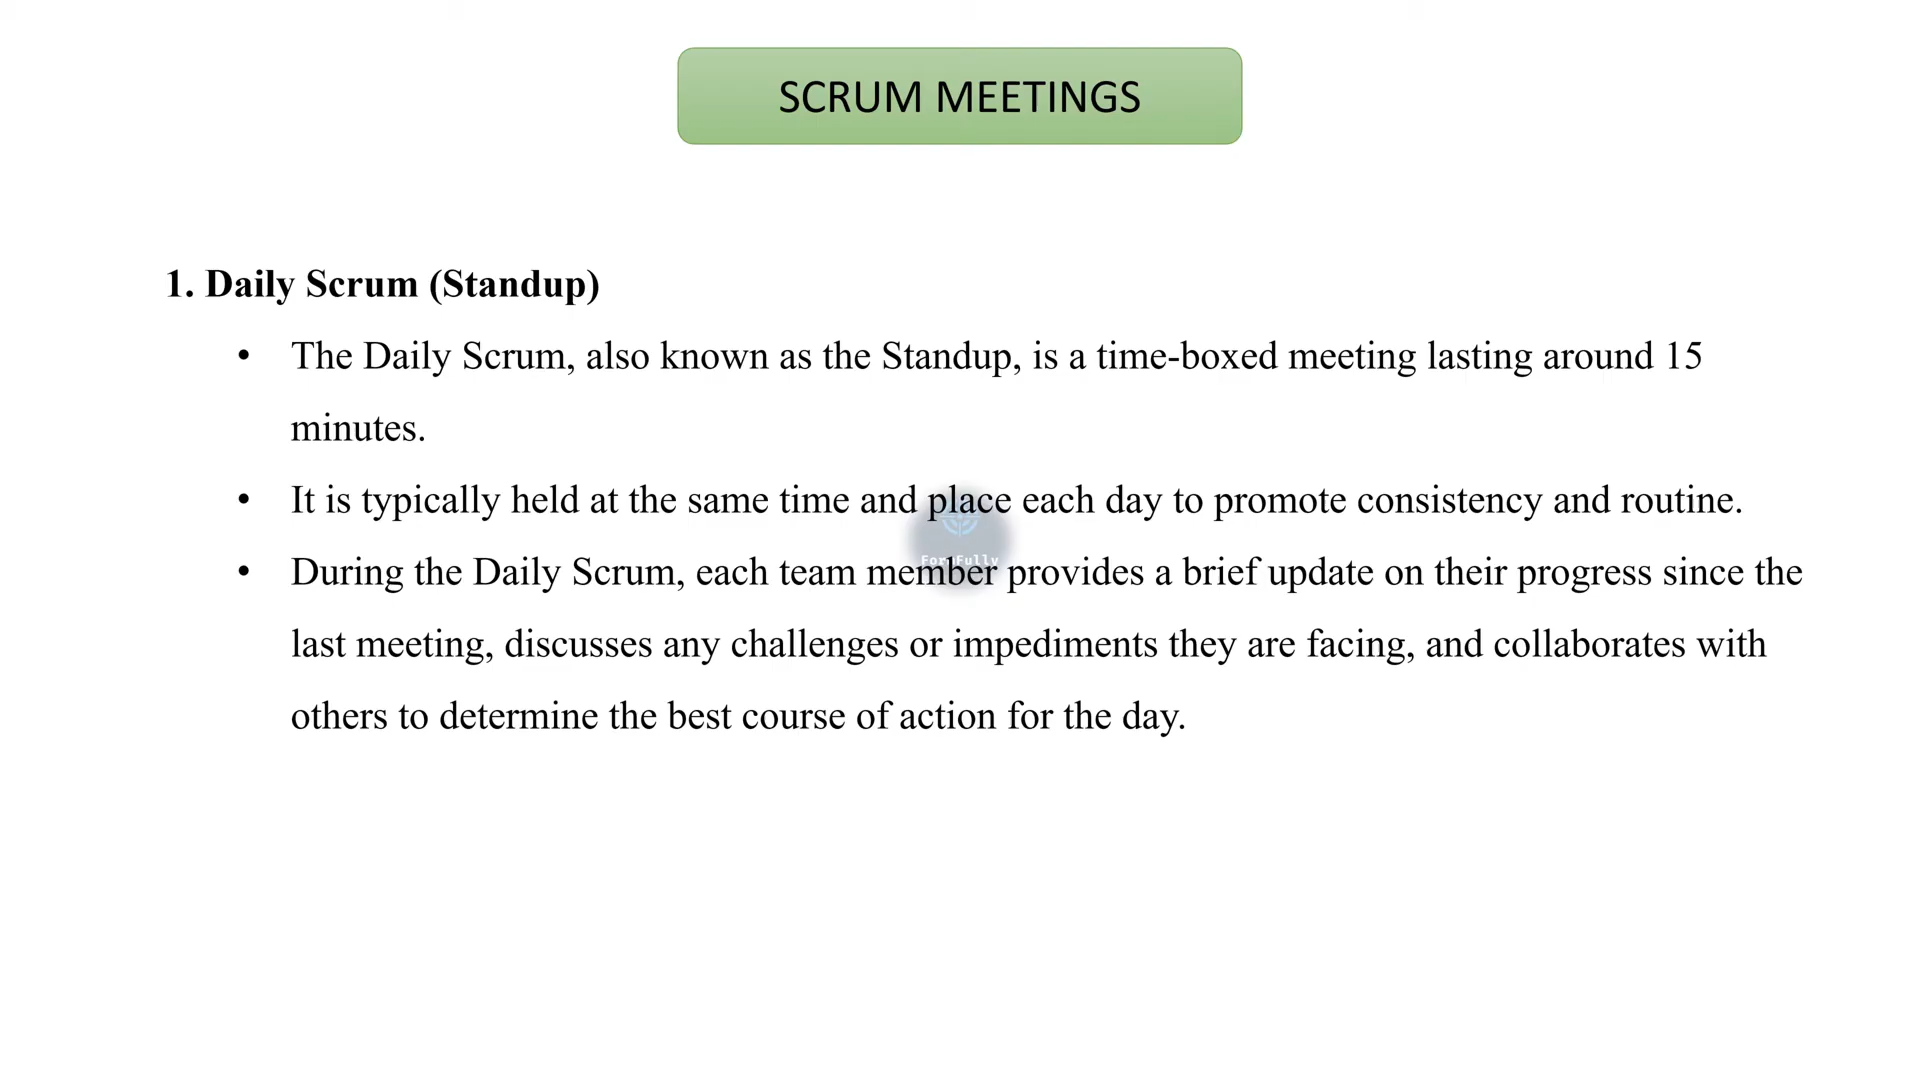 SCRUM MEETINGS
1. Daily Scrum (Standup)
• The Daily Scrum, also known as the Standup, is a time-boxed meeting lasting around 15
minutes.
• It is typically held at the same time and place each day to promote consistency and routine.
• During the Daily Scrum, each team member provides a brief update on their progress since the
last meeting, discusses any challenges or impediments they are facing, and collaborates with
others to determine the best course of action for the day.